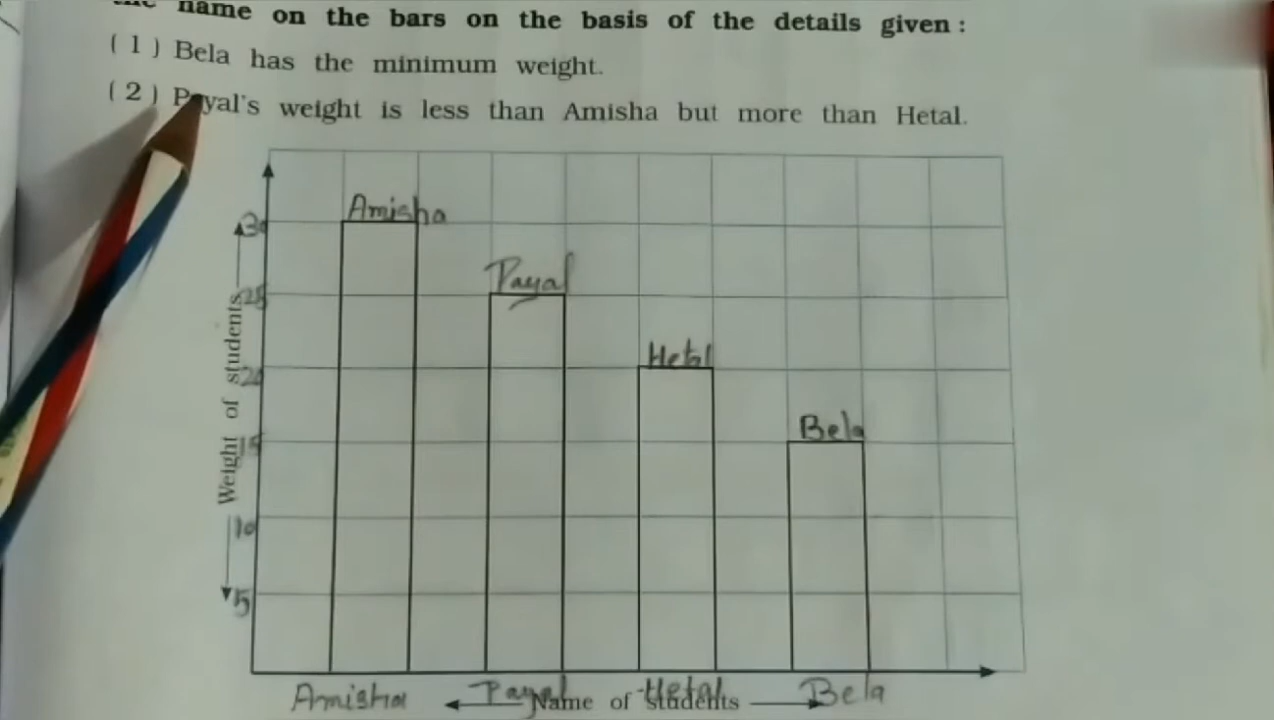 the name on the bars on the basis of the details given :
( 1 ) Bela has the minimum weight.
( 2 ) Payal's weight is less than Amisha but more than Hetal.
Amisha
30
Payal
25
Hetal
20
Bela
15
10
5
Weight of students
Amisha Payal Hetal Bela
Name of students